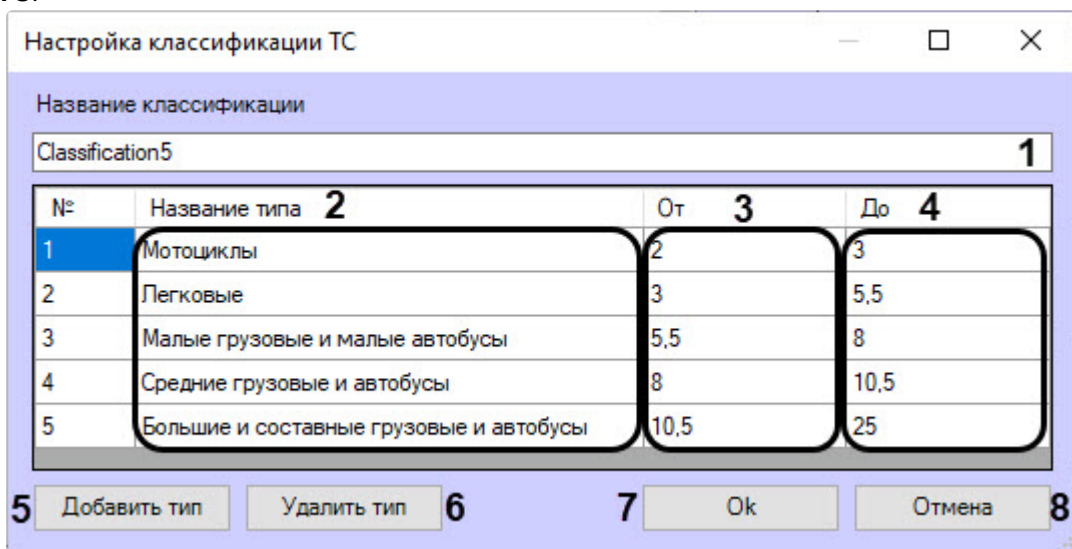 Настройка классификации ТС
Название классификации
Classification5 1
№ Название типа 2 От 3 До 4
1 Мотоциклы 2 3
2 Легковые 3 5,5
3 Малые грузовые и малые автобусы 5,5 8
4 Средние грузовые и автобусы 8 10,5
5 Большие и составные грузовые и автобусы 10,5 25
5 Добавить тип Удалить тип 6 7 Ok Отмена 8